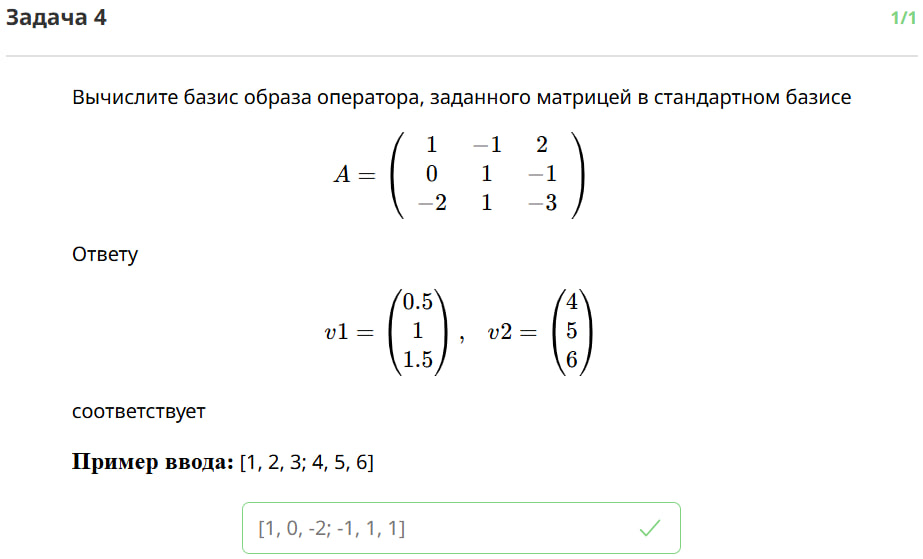 Задача 4
1/1
Вычислите базис образа оператора, заданного матрицей в стандартном базисе
A = ( 1 −1 2
0 1 −1
−2 1 −3 )
Ответу
v1 = ( 0.5 1 1.5 ) , v2 = ( 4 5 6 )
соответствует
Пример ввода: [1, 2, 3; 4, 5, 6]
[1, 0, -2; -1, 1, 1]